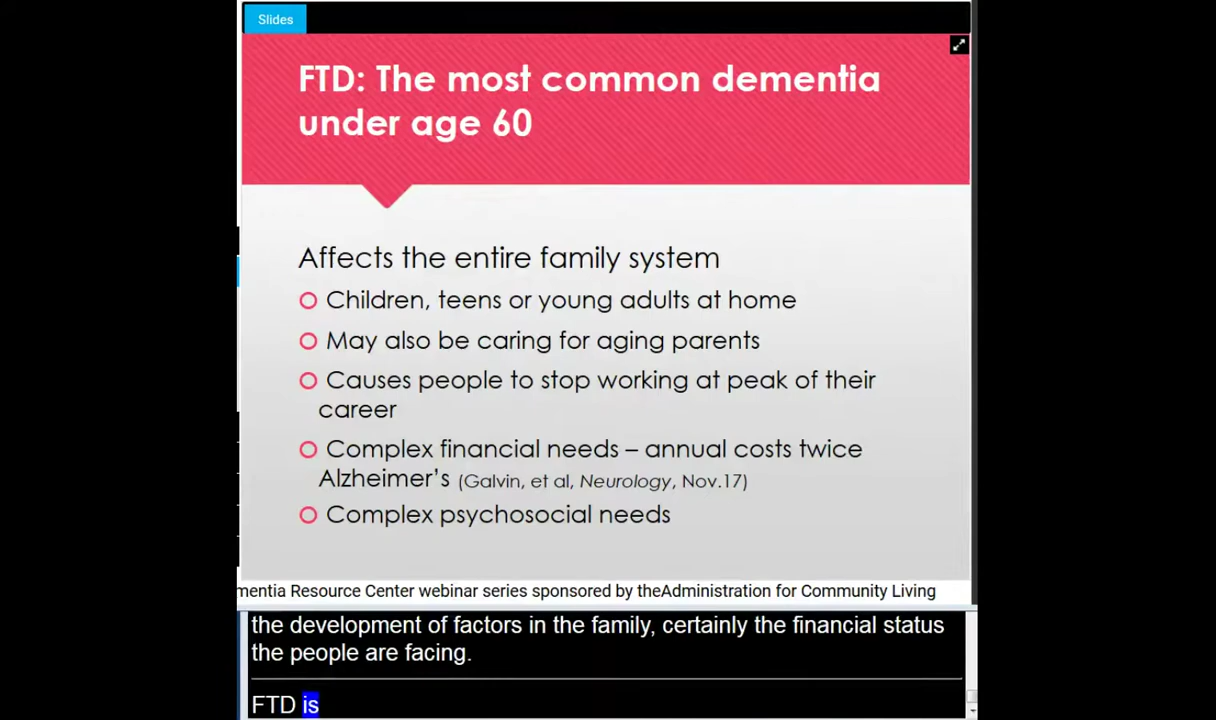 Slides
FTD: The most common dementia
under age 60
Affects the entire family system
Children, teens or young adults at home
May also be caring for aging parents
Causes people to stop working at peak of their
career
Complex financial needs – annual costs twice
Alzheimer’s (Galvin, et al, Neurology, Nov.17)
Complex psychosocial needs
mentia Resource Center webinar series sponsored by theAdministration for Community Living
the development of factors in the family, certainly the financial status
the people are facing.
FTD is